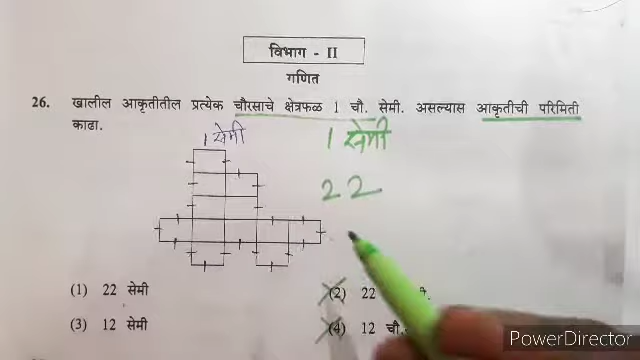 विभाग - II
गणित
26. खालील आकृतीतील प्रत्येक चौरसाचे क्षेत्रफळ 1 चौ. सेमी. असल्यास आकृतीची परिमिती
काढा.
1 सेमी
1 सेमी
22
(1) 22 सेमी
(2) 22
(3) 12 सेमी
(4) 12 चौ.
PowerDirector